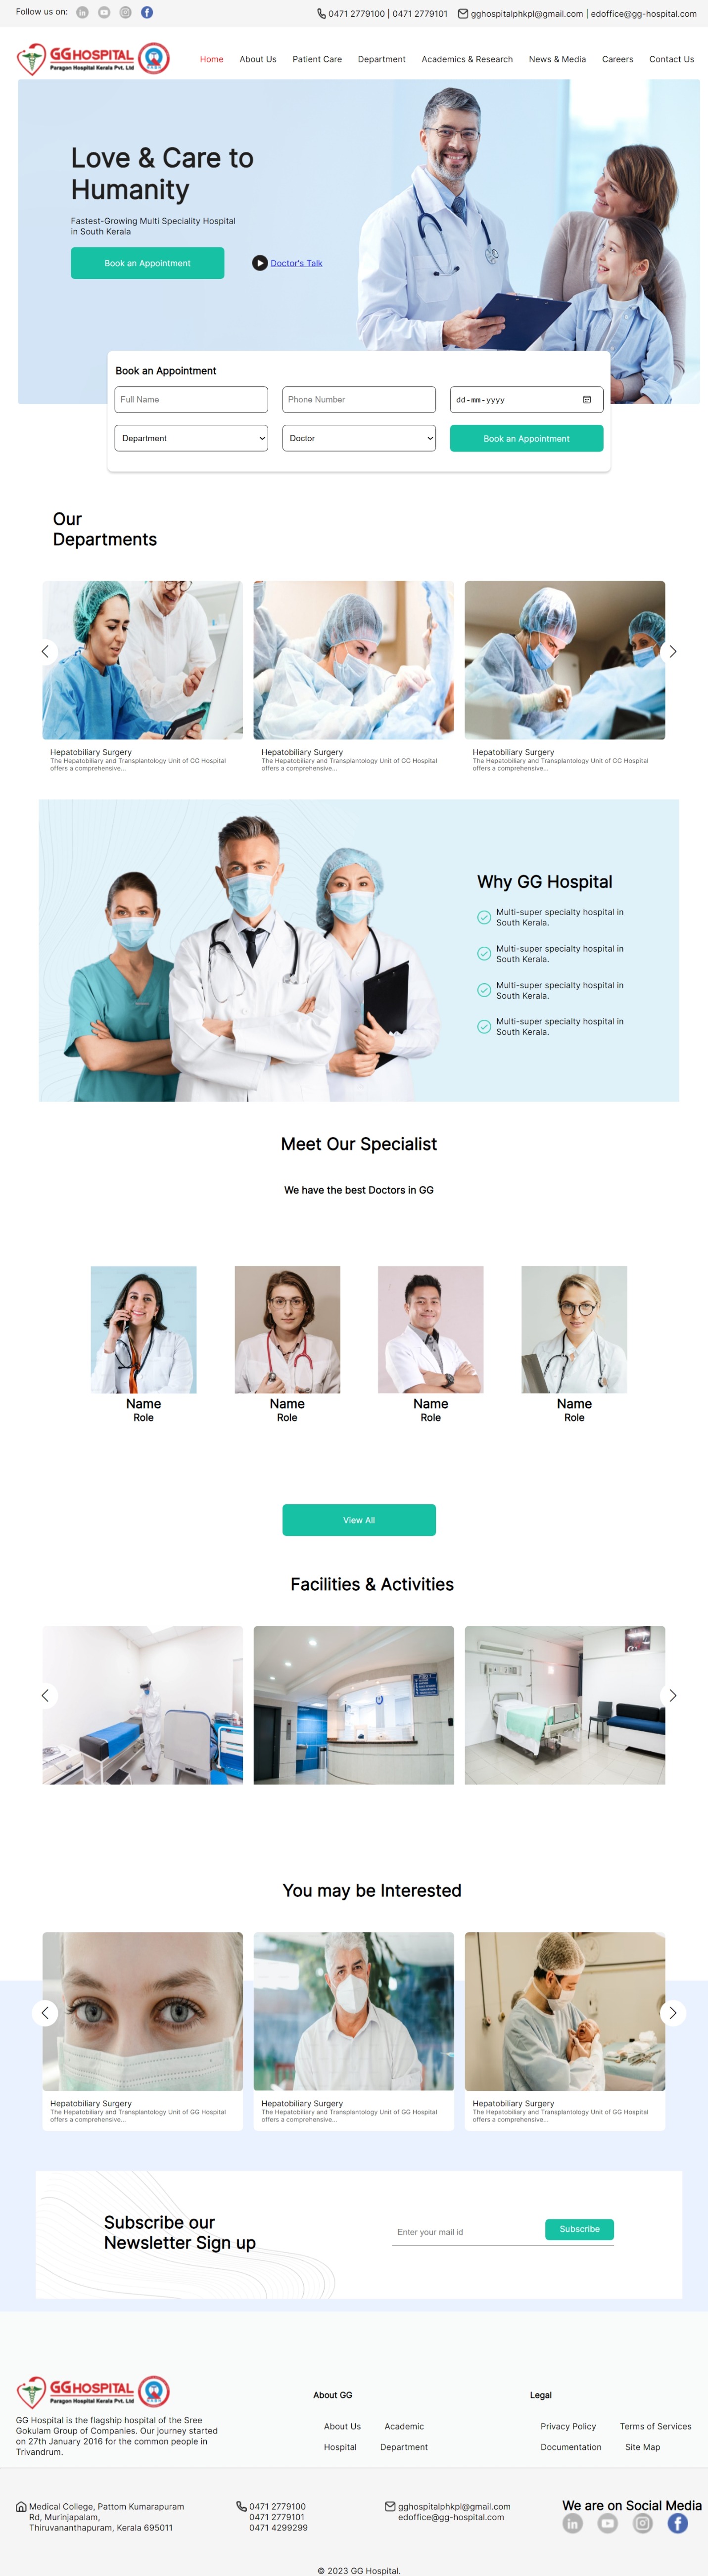 Follow us on:
0471 2779100 | 0471 2779101
gghospitalphkpl@gmail.com | edoffice@gg-hospital.com
GG HOSPITAL
Paragon Hospital Kerala Pvt. Ltd
Home About Us Patient Care Department Academics & Research News & Media Careers Contact Us
Love & Care to
Humanity
Fastest-Growing Multi Speciality Hospital
in South Kerala
Book an Appointment
Doctor's Talk
Book an Appointment
Full Name
Phone Number
dd-mm-yyyy
Department
Doctor
Book an Appointment
Our
Departments
Hepatobiliary Surgery
The Hepatobiliary and Transplantology Unit of GG Hospital
offers a comprehensive...
Hepatobiliary Surgery
The Hepatobiliary and Transplantology Unit of GG Hospital
offers a comprehensive...
Hepatobiliary Surgery
The Hepatobiliary and Transplantology Unit of GG Hospital
offers a comprehensive...
Why GG Hospital
Multi-super specialty hospital in
South Kerala.
Multi-super specialty hospital in
South Kerala.
Multi-super specialty hospital in
South Kerala.
Multi-super specialty hospital in
South Kerala.
Meet Our Specialist
We have the best Doctors in GG
Name
Role
Name
Role
Name
Role
Name
Role
View All
Facilities & Activities
You may be Interested
Hepatobiliary Surgery
The Hepatobiliary and Transplantology Unit of GG Hospital
offers a comprehensive...
Hepatobiliary Surgery
The Hepatobiliary and Transplantology Unit of GG Hospital
offers a comprehensive...
Hepatobiliary Surgery
The Hepatobiliary and Transplantology Unit of GG Hospital
offers a comprehensive...
Subscribe our
Newsletter Sign up
Enter your mail id
Subscribe
GG HOSPITAL
Paragon Hospital Kerala Pvt. Ltd
GG Hospital is the flagship hospital of the Sree
Gokulam Group of Companies. Our journey started
on 27th January 2016 for the common people in
Trivandrum.
About GG
About Us Academic
Hospital Department
Legal
Privacy Policy Terms of Services
Documentation Site Map
Medical College, Pattom Kumarapuram
Rd, Murinjapalam,
Thiruvananthapuram, Kerala 695011
0471 2779100
0471 2779101
0471 4299299
gghospitalphkpl@gmail.com
edoffice@gg-hospital.com
We are on Social Media
© 2023 GG Hospital.